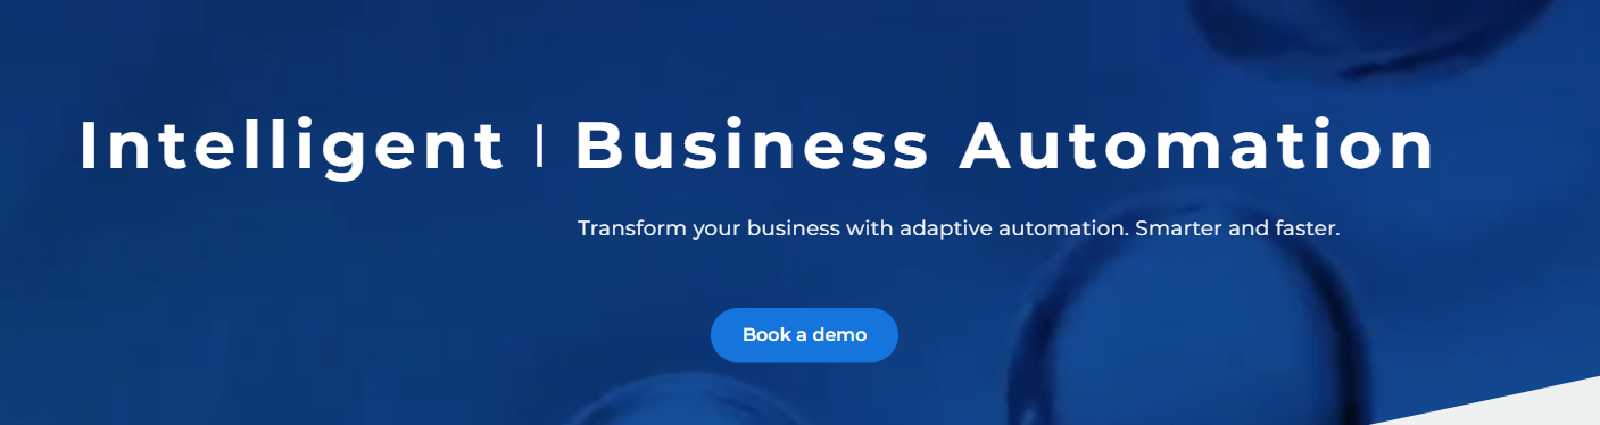 Intelligent | Business Automation
Transform your business with adaptive automation. Smarter and faster.
Book a demo